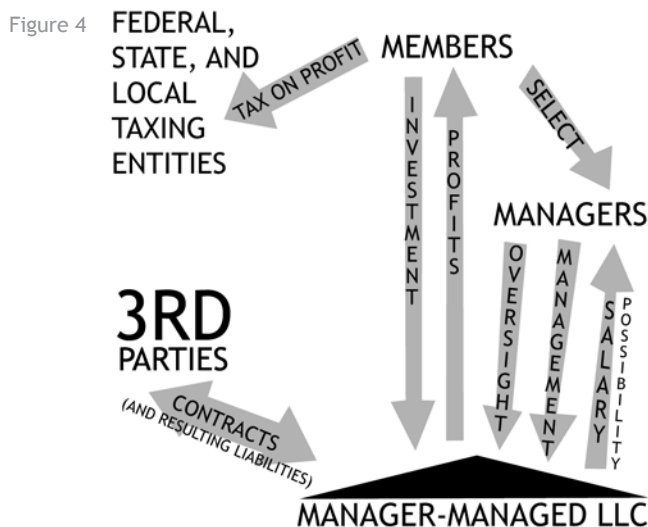 Figure 4
FEDERAL,
STATE, AND
LOCAL
TAXING
ENTITIES
TAX ON PROFIT
MEMBERS
SELECT
INVESTMENT
PROFITS
MANAGERS
OVERSIGHT
MANAGEMENT
SALARY
POSSIBILITY
3RD
PARTIES
CONTRACTS
(AND RESULTING LIABILITIES)
MANAGER-MANAGED LLC